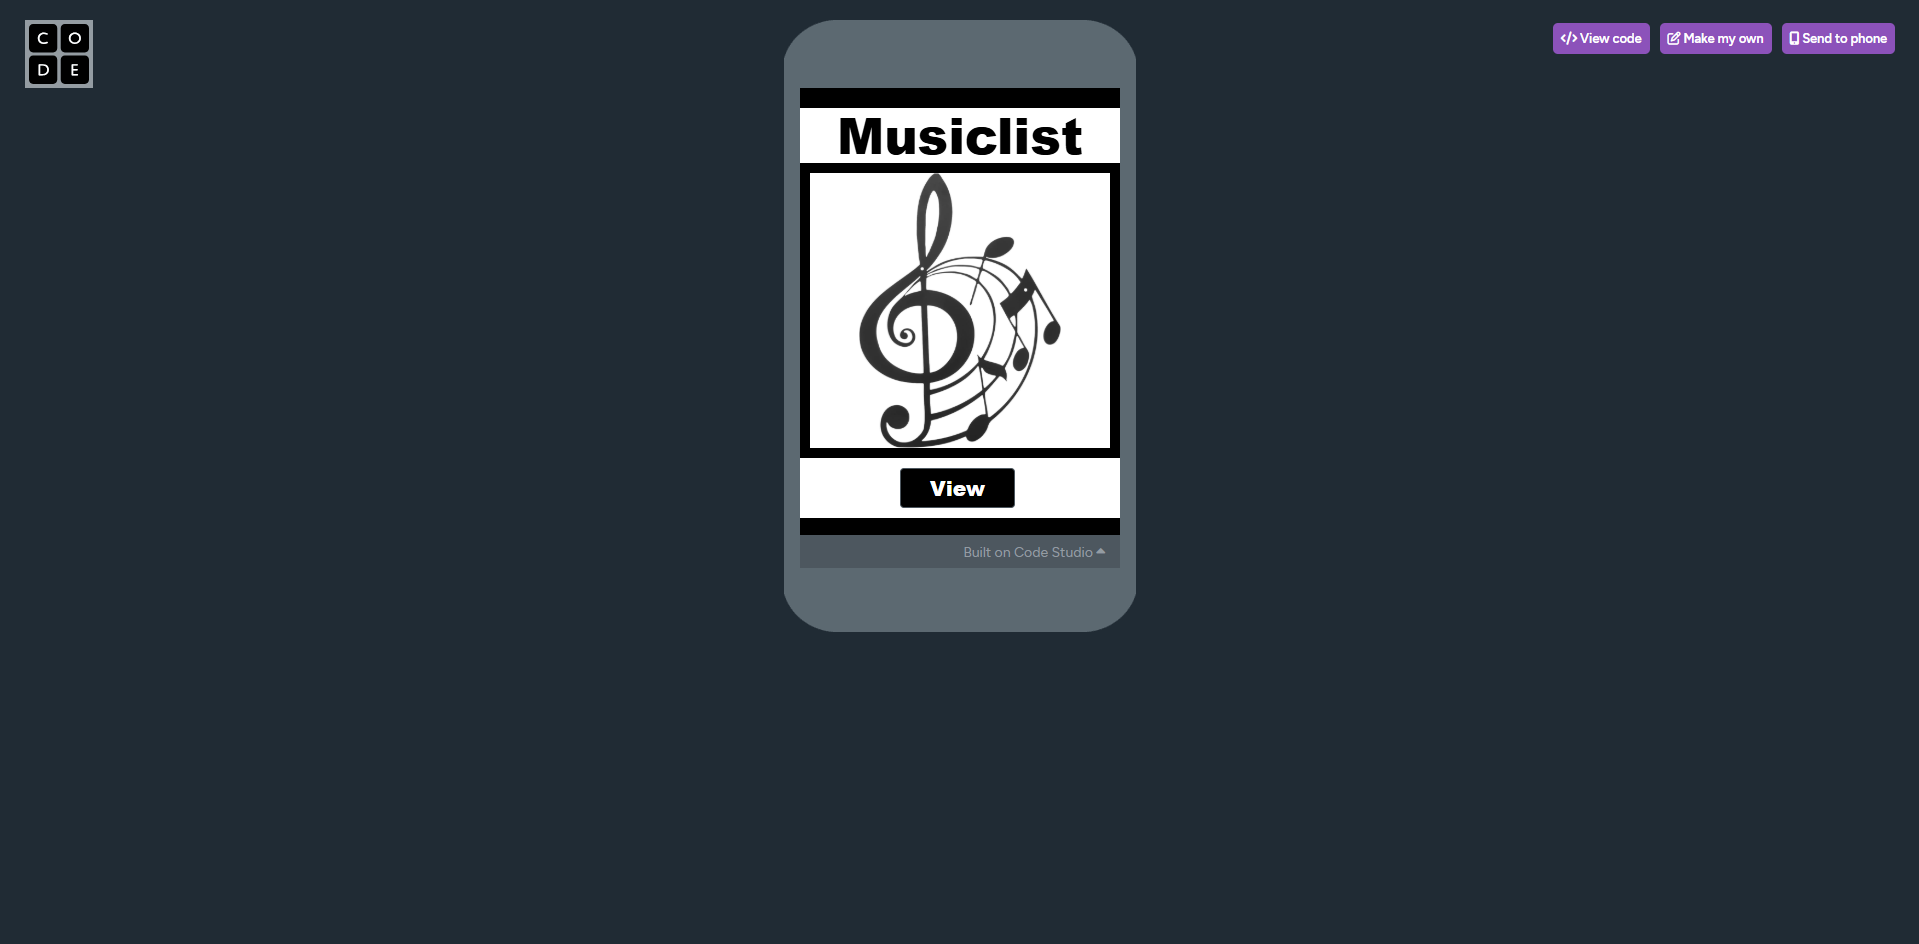 C O
D E
View code
Make my own
Send to phone
Musiclist
View
Built on Code Studio